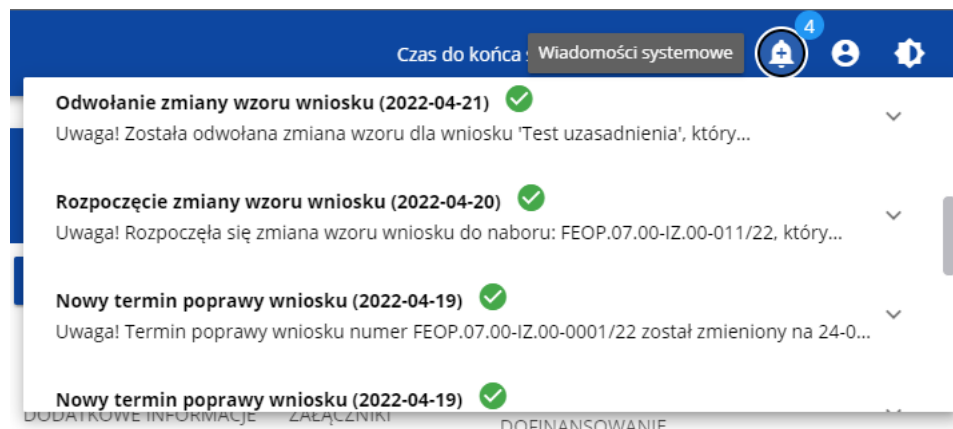 4
Czas do końca
Wiadomości systemowe
Odwołanie zmiany wzoru wniosku (2022-04-21)
Uwaga! Została odwołana zmiana wzoru dla wniosku 'Test uzasadnienia', który...
Rozpoczęcie zmiany wzoru wniosku (2022-04-20)
Uwaga! Rozpoczęła się zmiana wzoru wniosku do naboru: FEOP.07.00-IZ.00-011/22, który...
Nowy termin poprawy wniosku (2022-04-19)
Uwaga! Termin poprawy wniosku numer FEOP.07.00-IZ.00-0001/22 został zmieniony na 24-0...
Nowy termin poprawy wniosku (2022-04-19)
DODATKOWE INFORMACJE ZAŁĄCZNIKI
DOFINANSOWANIE